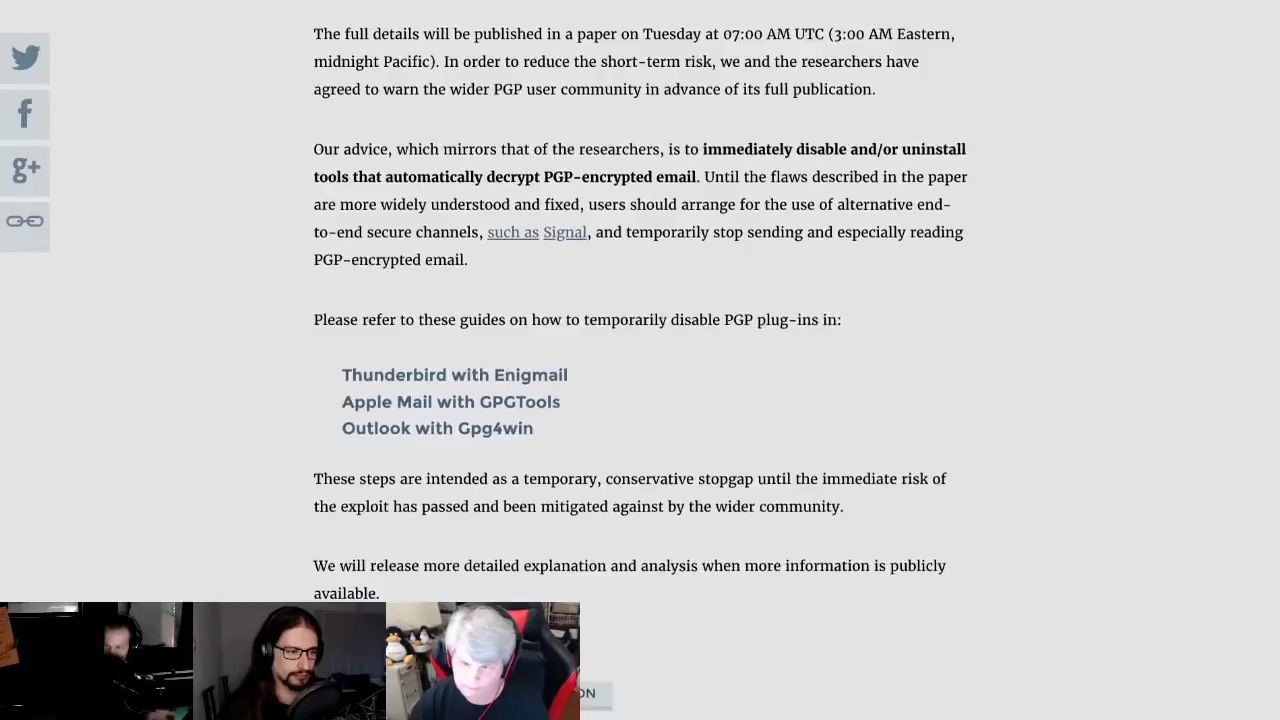 The full details will be published in a paper on Tuesday at 07:00 AM UTC (3:00 AM Eastern,
midnight Pacific). In order to reduce the short-term risk, we and the researchers have
agreed to warn the wider PGP user community in advance of its full publication.
Our advice, which mirrors that of the researchers, is to immediately disable and/or uninstall
tools that automatically decrypt PGP-encrypted email. Until the flaws described in the paper
are more widely understood and fixed, users should arrange for the use of alternative end-
to-end secure channels, such as Signal, and temporarily stop sending and especially reading
PGP-encrypted email.
Please refer to these guides on how to temporarily disable PGP plug-ins in:
Thunderbird with Enigmail
Apple Mail with GPGTools
Outlook with Gpg4win
These steps are intended as a temporary, conservative stopgap until the immediate risk of
the exploit has passed and been mitigated against by the wider community.
We will release more detailed explanation and analysis when more information is publicly
available.